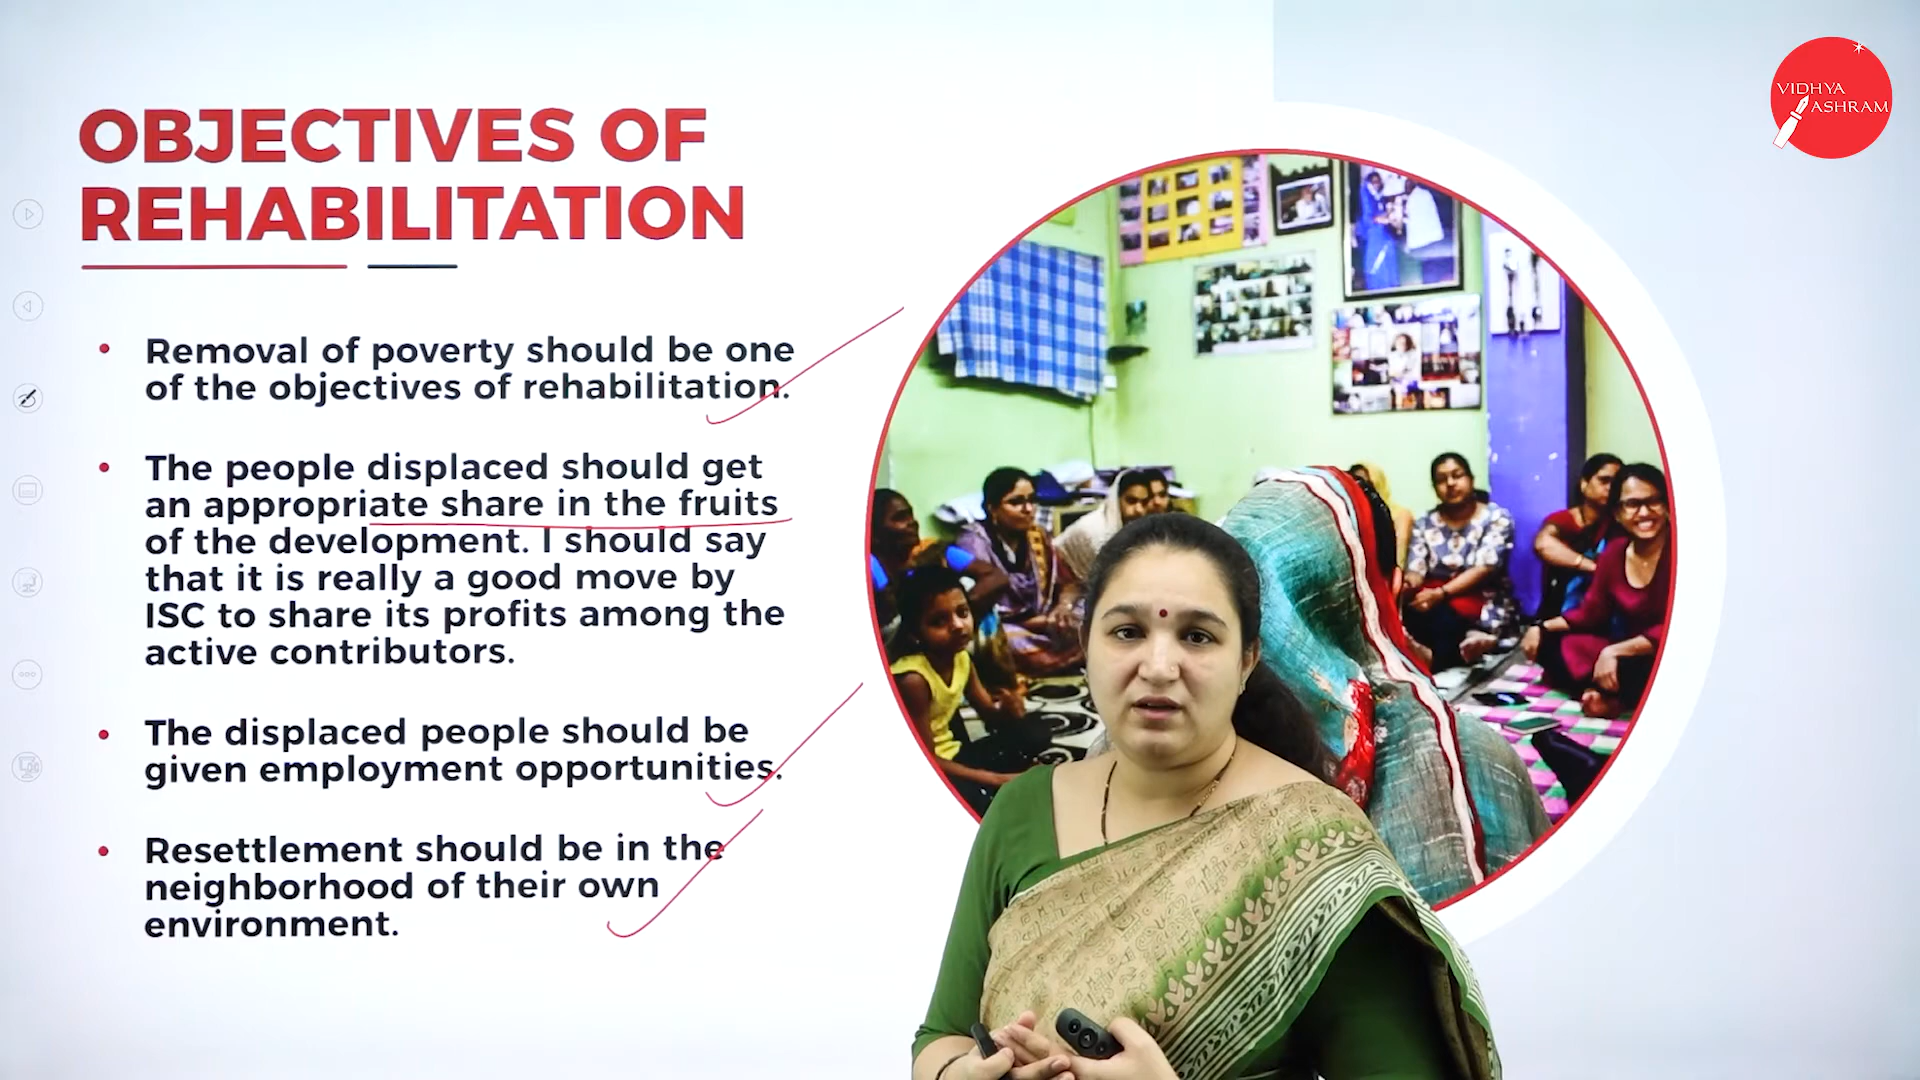 VIDHYA
ASHRAM
OBJECTIVES OF
REHABILITATION
Removal of poverty should be one
of the objectives of rehabilitation.
The people displaced should get
an appropriate share in the fruits
of the development. I should say
that it is really a good move by
ISC to share its profits among the
active contributors.
The displaced people should be
given employment opportunities.
Resettlement should be in the
neighborhood of their own
environment.